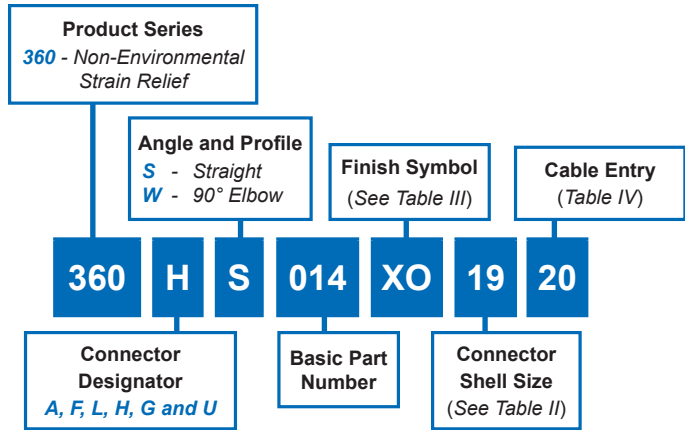 Product Series
360 - Non-Environmental
Strain Relief
Angle and Profile
S - Straight
W - 90° Elbow
Finish Symbol
(See Table III)
Cable Entry
(Table IV)
360 H S 014 XO 19 20
Connector
Designator
A, F, L, H, G and U
Basic Part
Number
Connector
Shell Size
(See Table II)